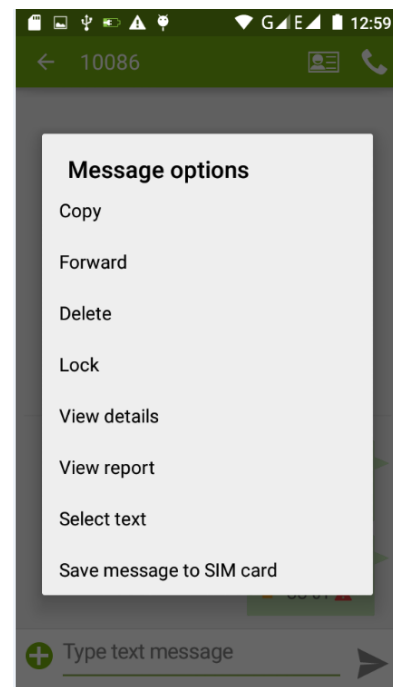 G E 12:59
10086
Message options
Copy
Forward
Delete
Lock
View details
View report
Select text
Save message to SIM card
Type text message